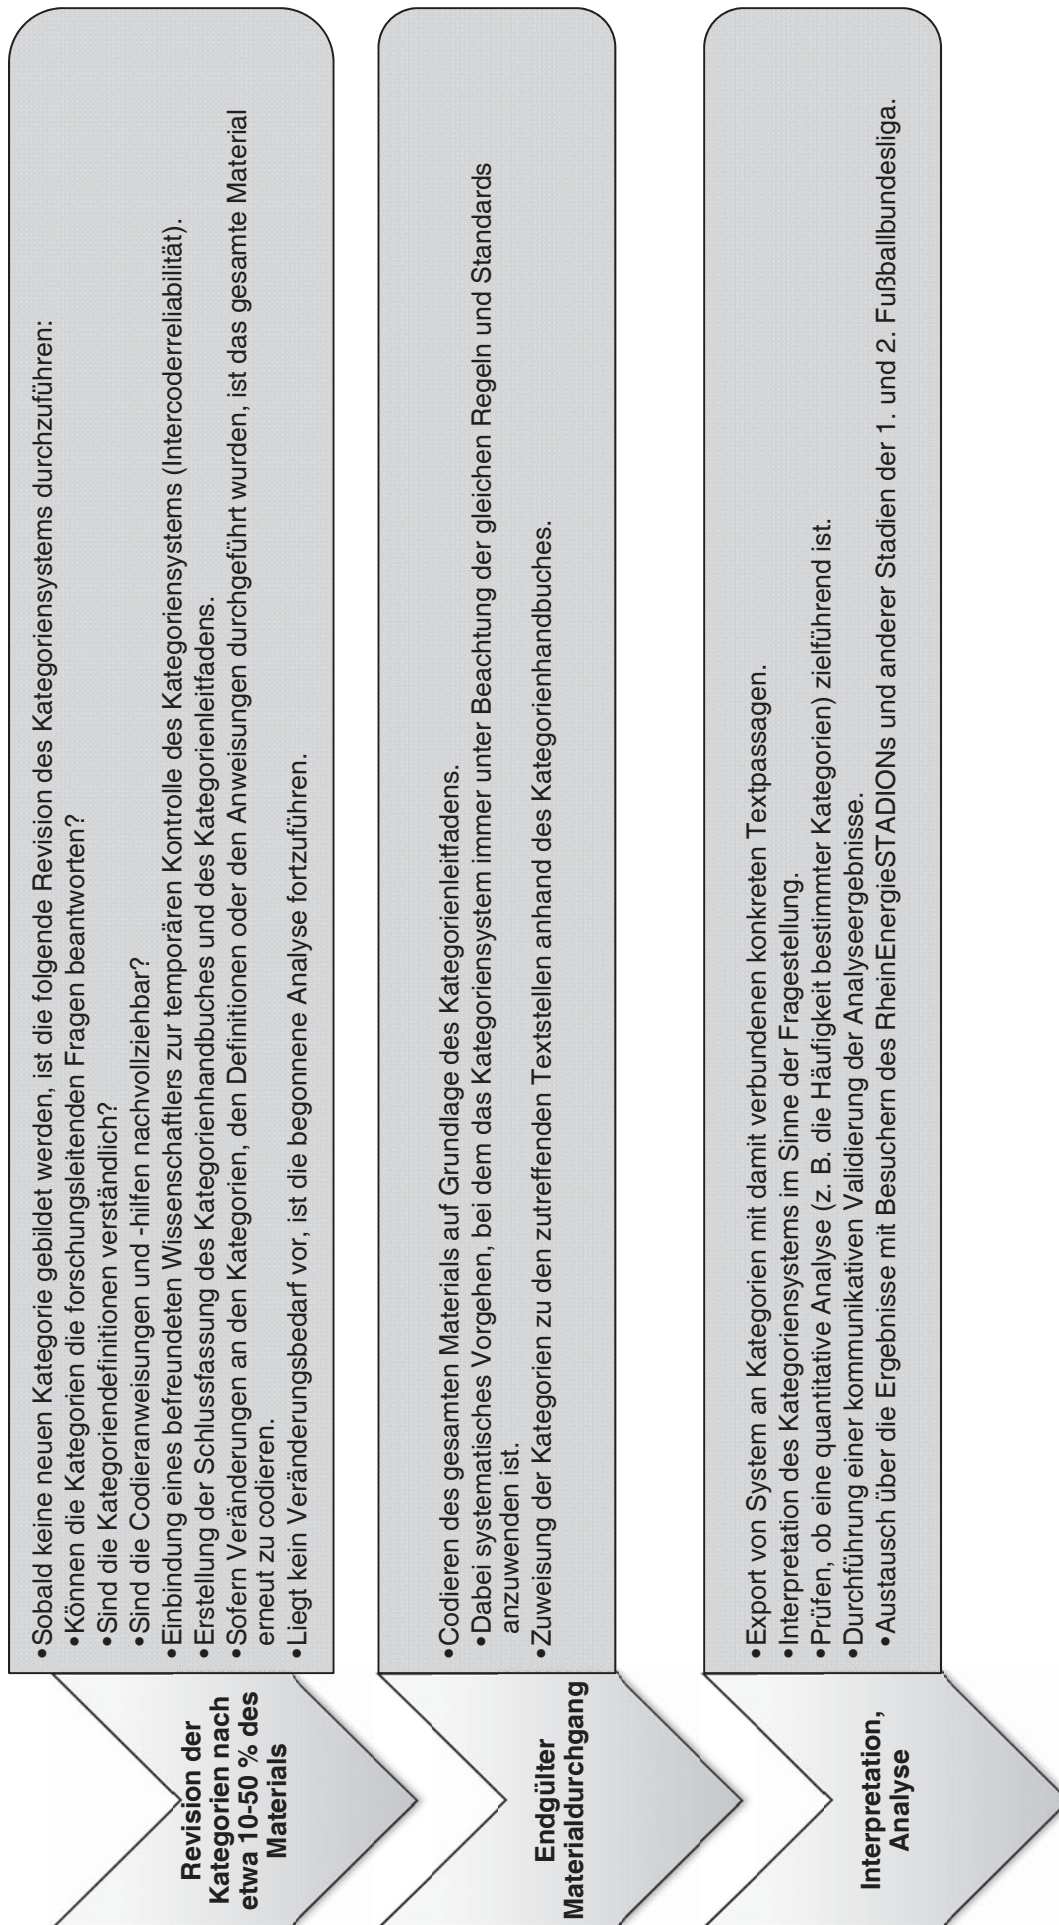 Revision der
Kategorien nach
etwa 10-50 % des
Materials
•Sobald keine neuen Kategorie gebildet werden, ist die folgende Revision des Kategoriensystems durchzuführen:
•Können die Kategorien die forschungsleitenden Fragen beantworten?
•Sind die Kategoriendefinitionen verständlich?
•Sind die Codieranweisungen und -hilfen nachvollziehbar?
•Einbindung eines befreundeten Wissenschaftlers zur temporären Kontrolle des Kategoriensystems (Intercoderreliabilität).
•Erstellung der Schlussfassung des Kategorienhandbuches und des Kategorienleitfadens.
•Sofern Veränderungen an den Kategorien, den Definitionen oder den Anweisungen durchgeführt wurden, ist das gesamte Material
erneut zu codieren.
•Liegt kein Veränderungsbedarf vor, ist die begonnene Analyse fortzuführen.
Endgülter
Materialdurchgang
•Codieren des gesamten Materials auf Grundlage des Kategorienleitfadens.
•Dabei systematisches Vorgehen, bei dem das Kategoriensystem immer unter Beachtung der gleichen Regeln und Standards
anzuwenden ist.
•Zuweisung der Kategorien zu den zutreffenden Textstellen anhand des Kategorienhandbuches.
Interpretation,
Analyse
•Export von System an Kategorien mit damit verbundenen konkreten Textpassagen.
•Interpretation des Kategoriensystems im Sinne der Fragestellung.
•Prüfen, ob eine quantitative Analyse (z. B. die Häufigkeit bestimmter Kategorien) zielführend ist.
•Durchführung einer kommunikativen Validierung der Analyseergebnisse.
•Austausch über die Ergebnisse mit Besuchern des RheinEnergieSTADIONs und anderer Stadien der 1. und 2. Fußballbundesliga.